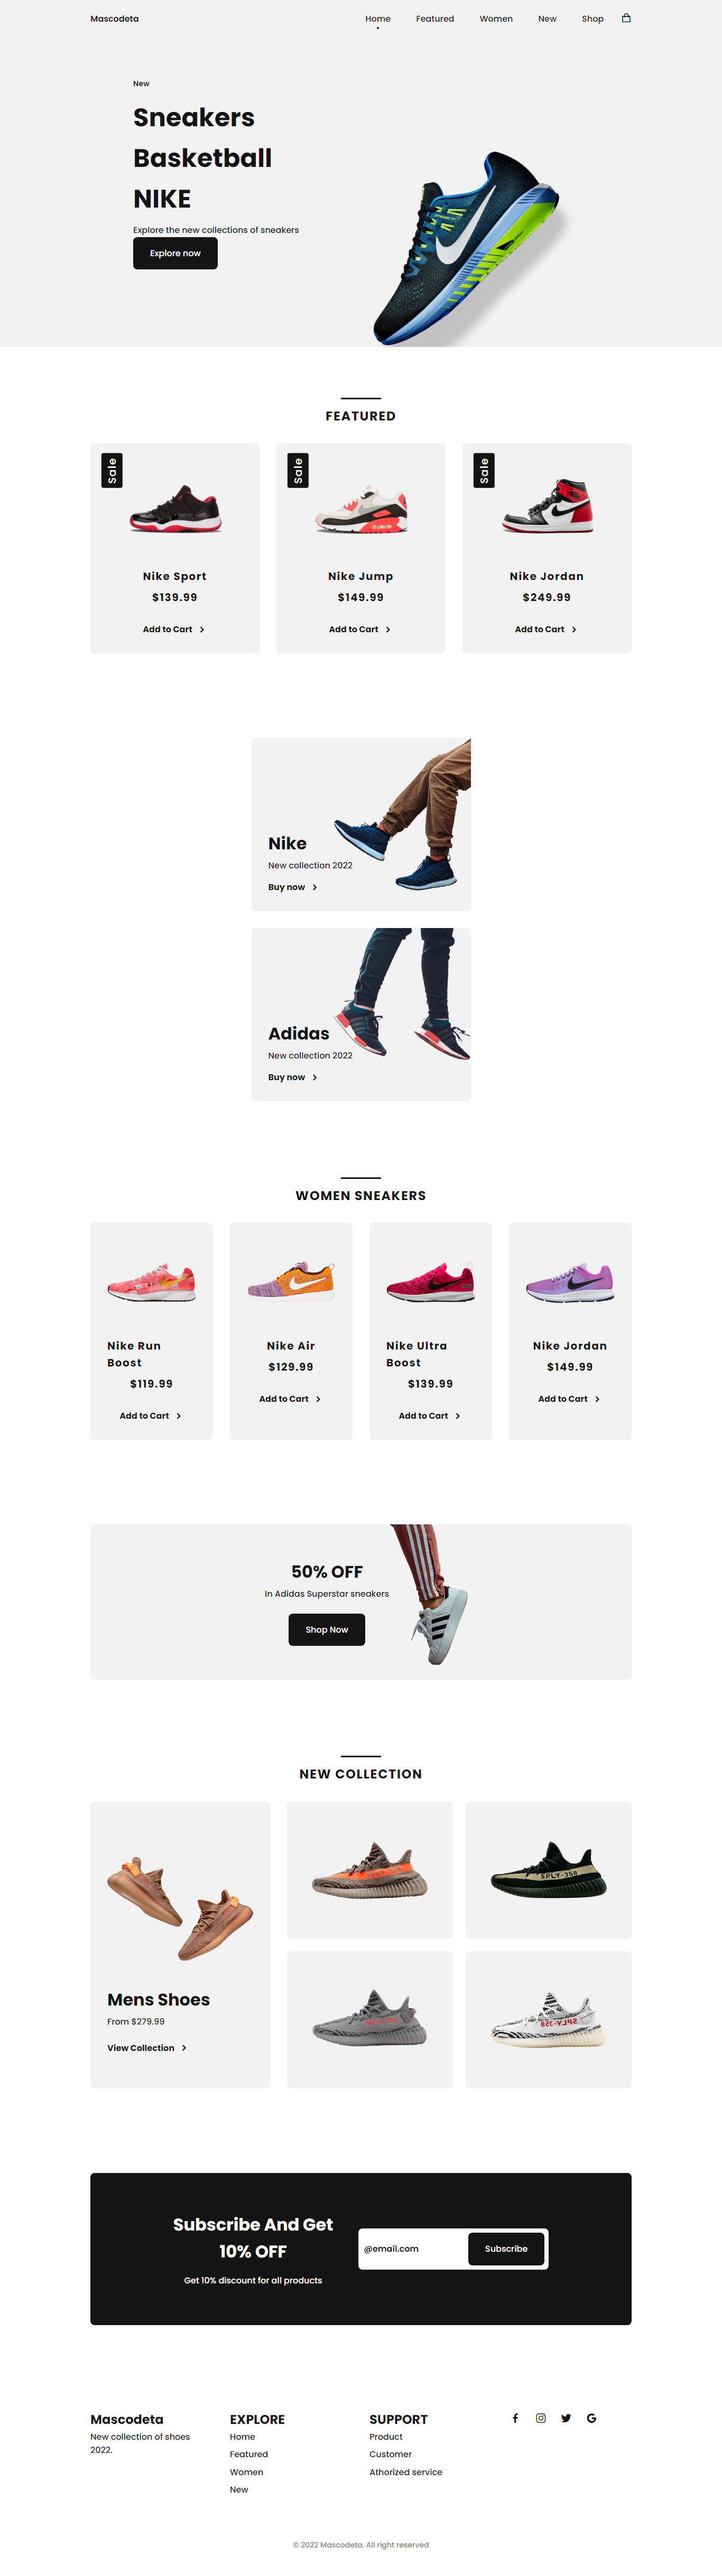 Mascodeta
Home
Featured
Women
New
Shop
New
Sneakers
Basketball
NIKE
Explore the new collections of sneakers
Explore now
FEATURED
Sale
Sale
Sale
Nike Sport
$139.99
Add to Cart
Nike Jump
$149.99
Add to Cart
Nike Jordan
$249.99
Add to Cart
Nike
New collection 2022
Buy now
Adidas
New collection 2022
Buy now
WOMEN SNEAKERS
Nike Run
Boost
$119.99
Add to Cart
Nike Air
$129.99
Add to Cart
Nike Ultra
Boost
$139.99
Add to Cart
Nike Jordan
$149.99
Add to Cart
50% OFF
In Adidas Superstar sneakers
Shop Now
NEW COLLECTION
Mens Shoes
From $279.99
View Collection
SPLY-350
SPLY-350
Subscribe And Get
10% OFF
Get 10% discount for all products
@email.com
Subscribe
Mascodeta
New collection of shoes
2022.
EXPLORE
Home
Featured
Women
New
SUPPORT
Product
Customer
Athorized service
© 2022 Mascodeta. All right reserved